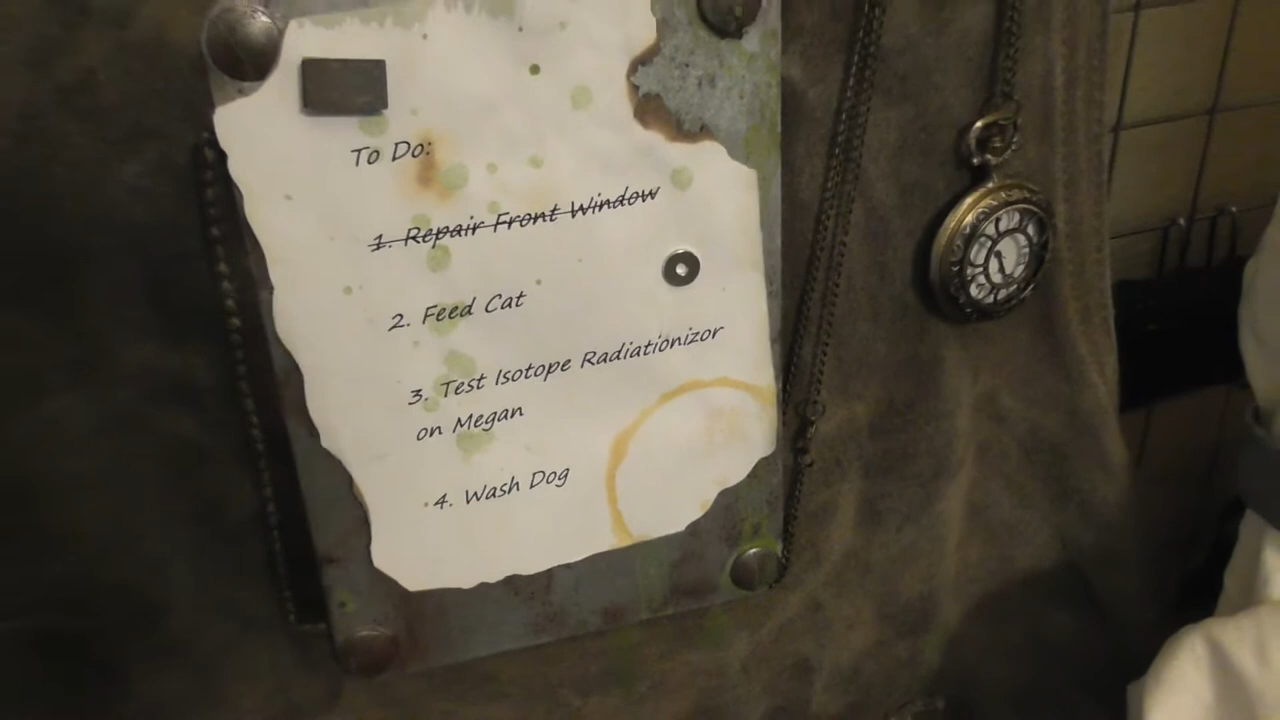 To Do:
1. Repair Front Window
2. Feed Cat
3. Test Isotope Radiationizor
on Megan
4. Wash Dog